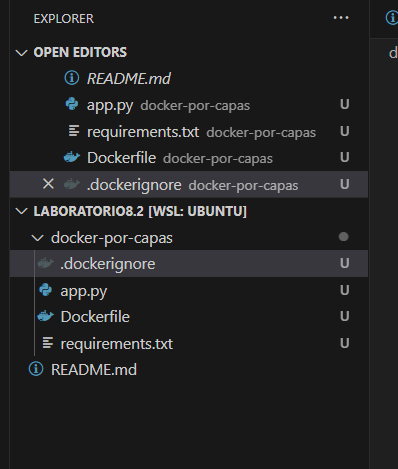 EXPLORER
OPEN EDITORS
README.md
app.py docker-por-capas U
requirements.txt docker-por-capas U
Dockerfile docker-por-capas U
.dockerignore docker-por-capas U
LABORATORIO8.2 [WSL: UBUNTU]
docker-por-capas
.dockerignore U
app.py U
Dockerfile U
requirements.txt U
README.md